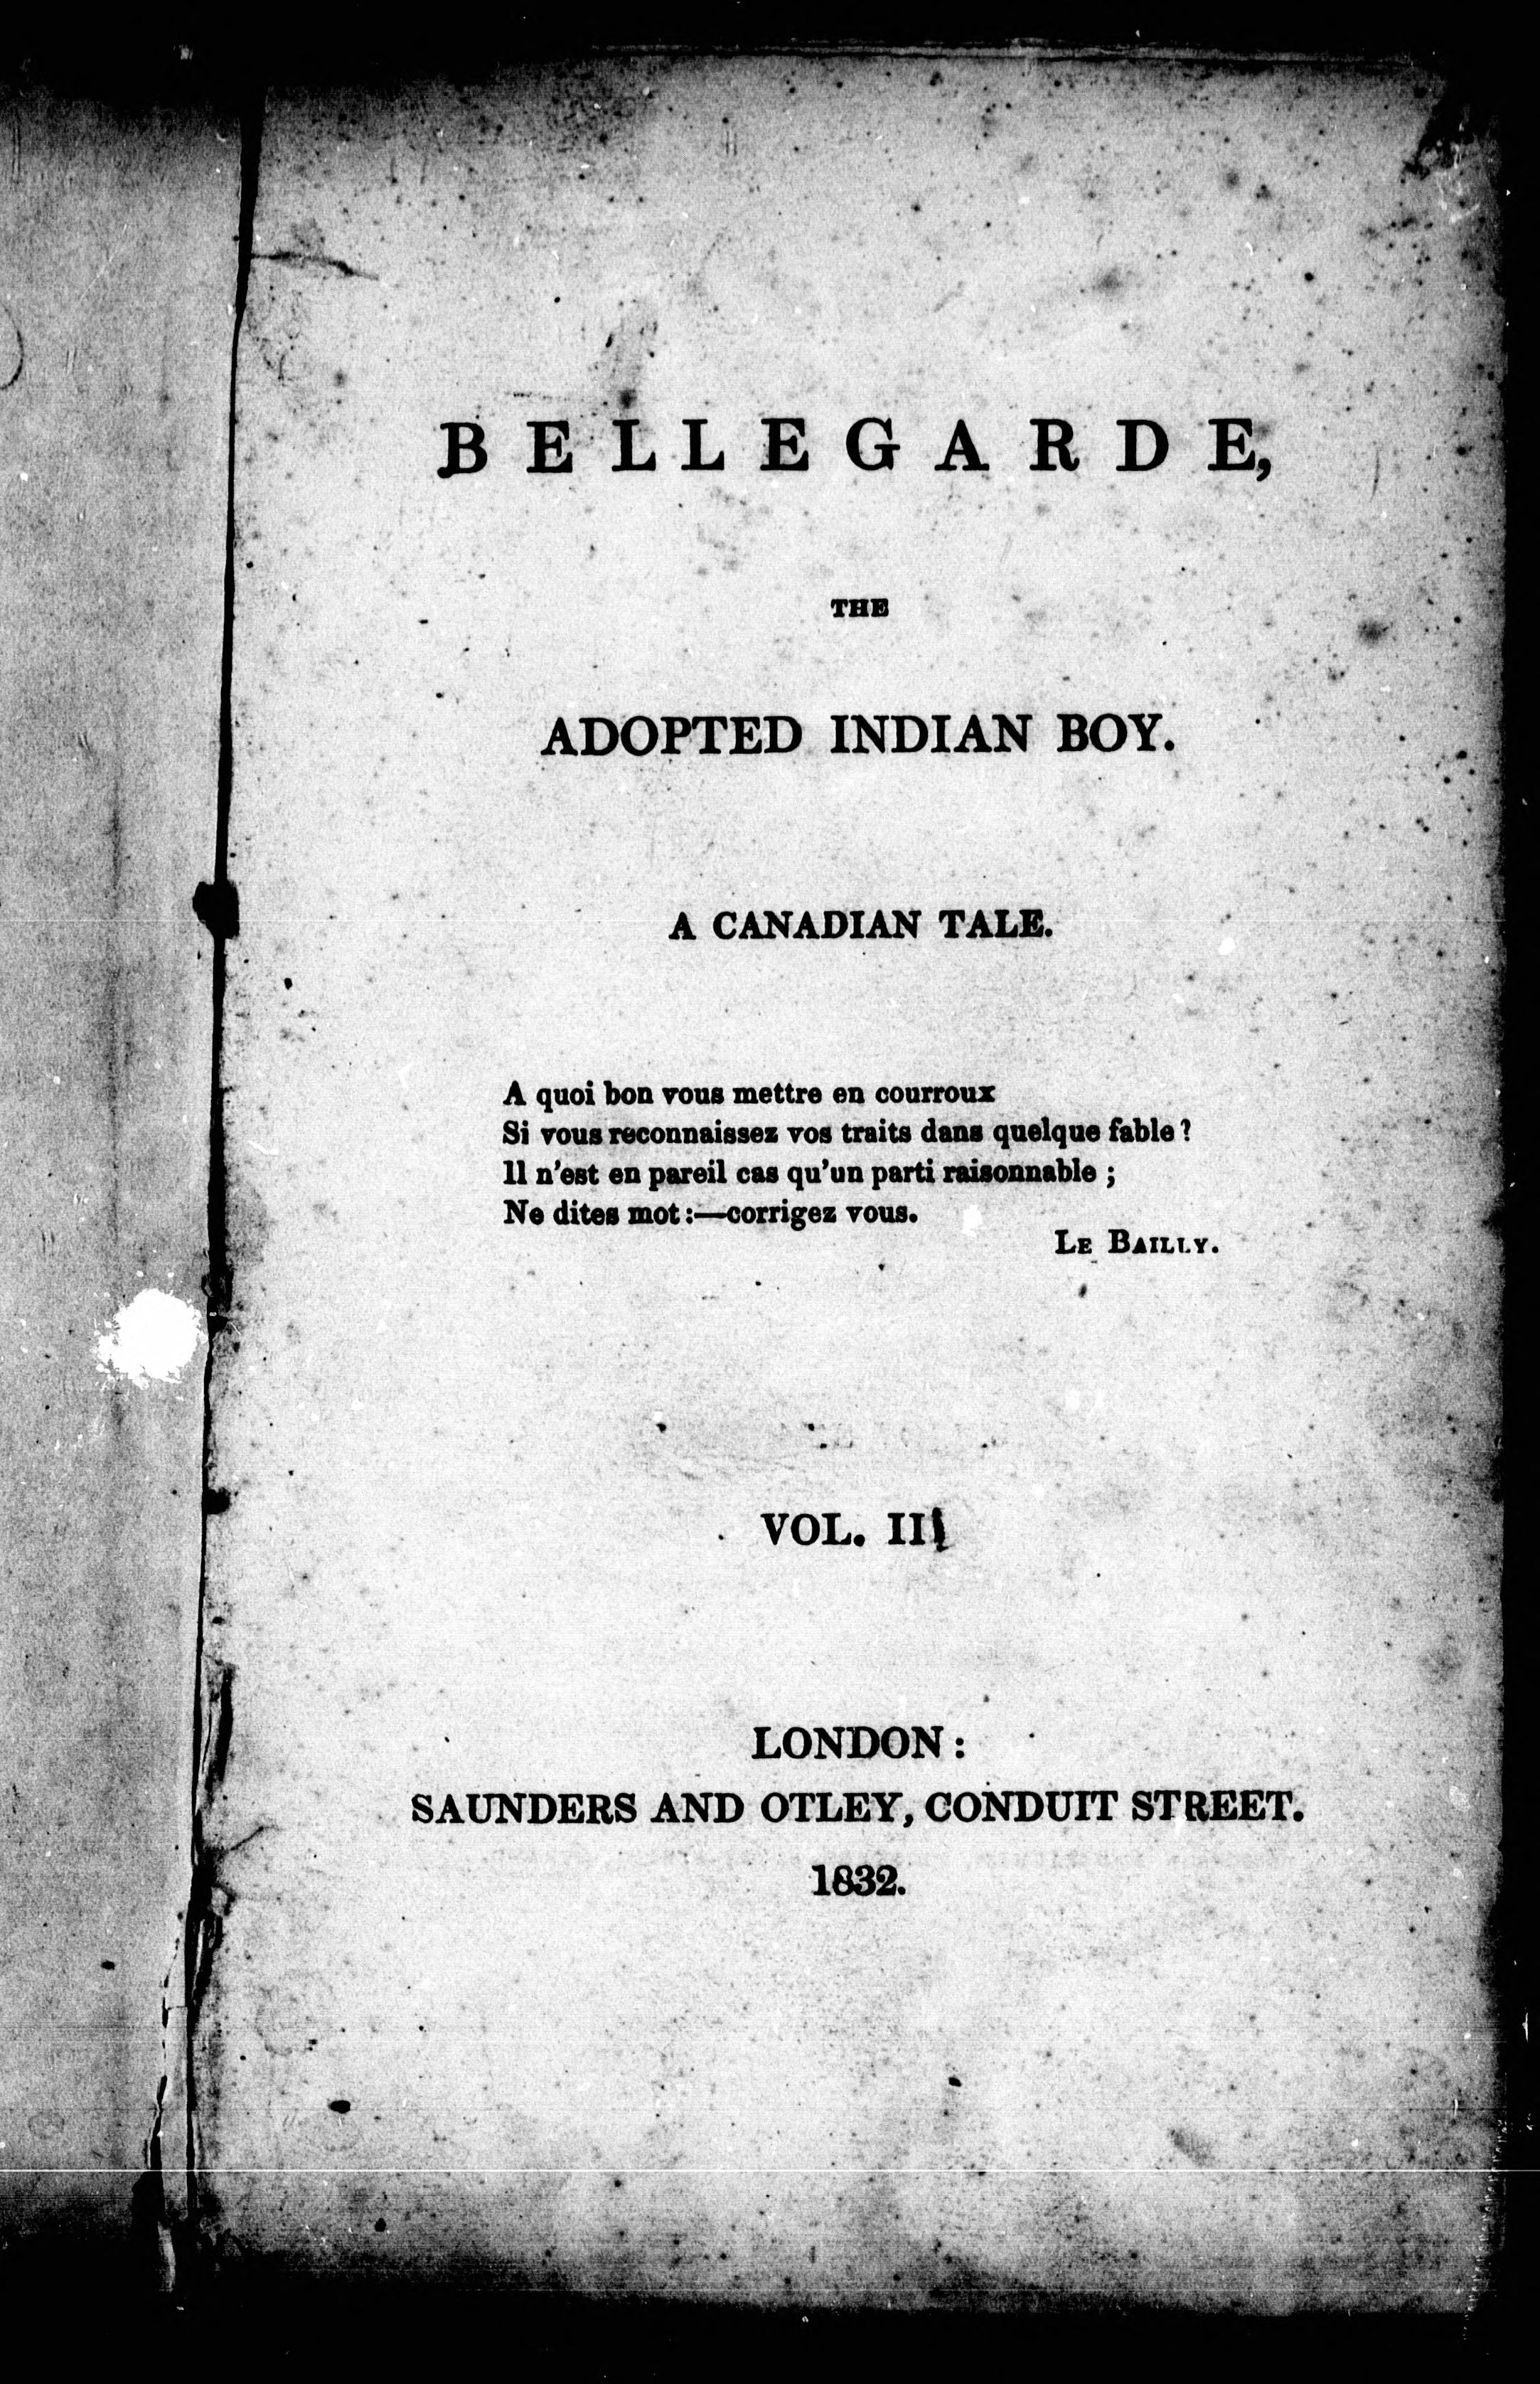 BELLEGARDE,
THE
ADOPTED INDIAN BOY.
A CANADIAN TALE.
A quoi bon vous mettre en courroux
Si vous reconnaissez vos traits dans quelque fable ?
Il n'est en pareil cas qu'un parti raisonnable ;
Ne dites mot :—corrigez vous.
LE BAILLY.
VOL. III
LONDON :
SAUNDERS AND OTLEY, CONDUIT STREET.
1832.